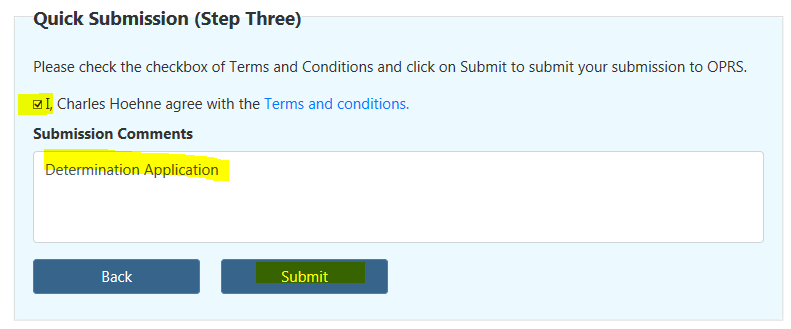 Quick Submission (Step Three)
Please check the checkbox of Terms and Conditions and click on Submit to submit your submission to OPRS.
I, Charles Hoehne agree with the Terms and conditions.
Submission Comments
Determination Application
Back
Submit